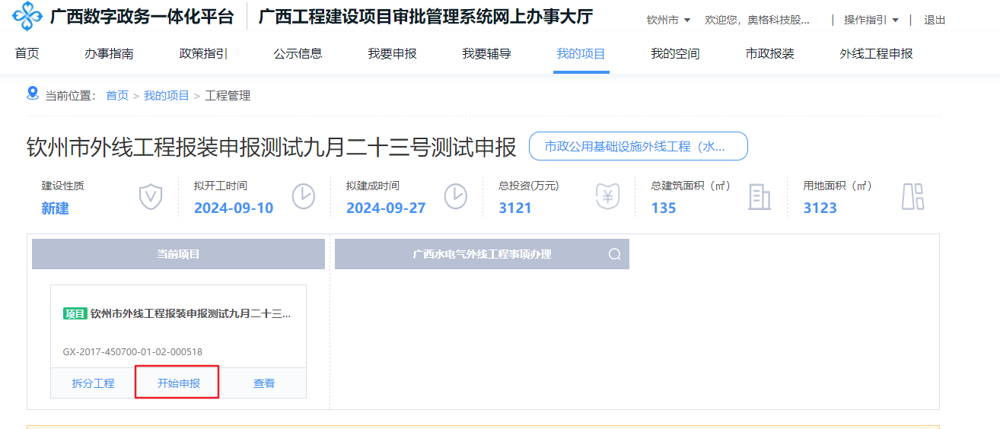 广西数字政务一体化平台 广西工程建设项目审批管理系统网上办事大厅 钦州市 欢迎您，奥格科技股... | 操作指引 | 退出
首页 办事指南 政策指引 公示信息 我要申报 我要辅导 我的项目 我的空间 市政报装 外线工程申报
当前位置： 首页 > 我的项目 > 工程管理
钦州市外线工程报装申报测试九月二十三号测试申报 市政公用基础设施外线工程（水...
建设性质 拟开工时间 拟建成时间 总投资(万元) 总建筑面积（㎡） 用地面积（㎡）
新建 2024-09-10 2024-09-27 3121 135 3123
当前项目 广西水电气外线工程事项办理
项目 钦州市外线工程报装申报测试九月二十三...
GX-2017-450700-01-02-000518
拆分工程 开始申报 查看